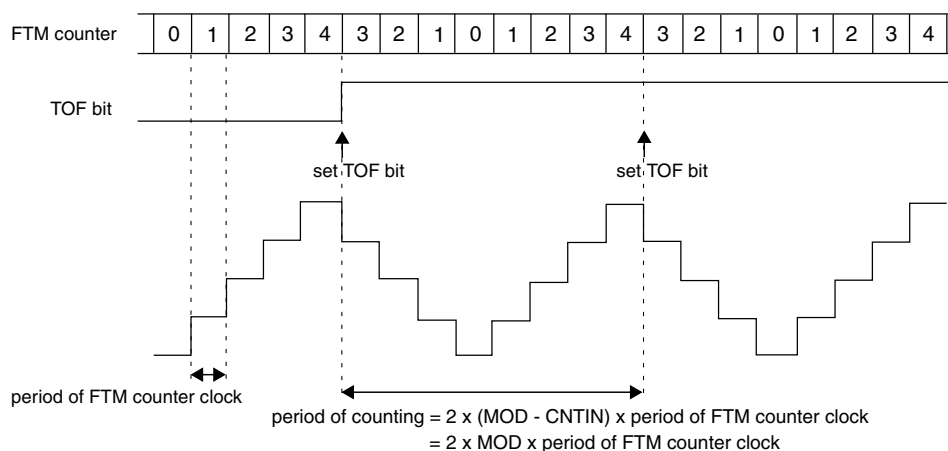 FTM counter 0 1 2 3 4 3 2 1 0 1 2 3 4 3 2 1 0 1 2 3 4
TOF bit
set TOF bit set TOF bit
period of FTM counter clock
period of counting = 2 x (MOD - CNTIN) x period of FTM counter clock
= 2 x MOD x period of FTM counter clock